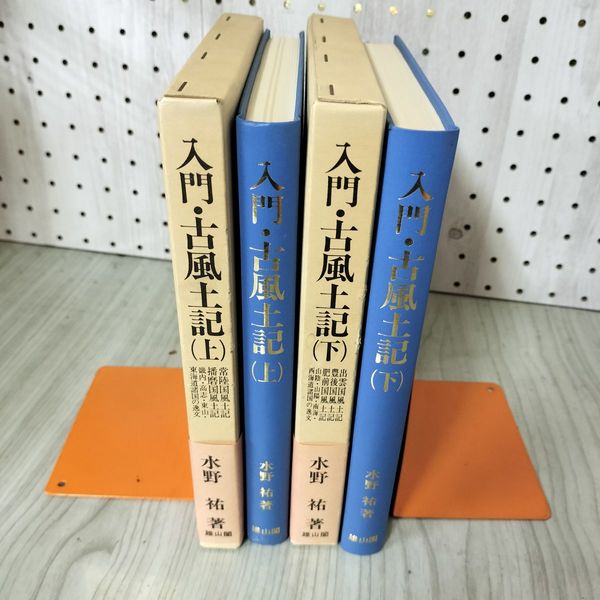 入門・古風土記(上)
常陸国風土記
播磨国風土記
畿内・高志・東山・
東海道諸国の逸文
水野 祐 著
雄山閣
入門・古風土記(上)
水野 祐 著
雄山閣
入門・古風土記(下)
出雲国風土記
豊後国風土記
肥前国風土記
山陰・山陽・南海・
西海道諸国の逸文
水野 祐 著
雄山閣
入門・古風土記(下)
水野 祐 著
雄山閣